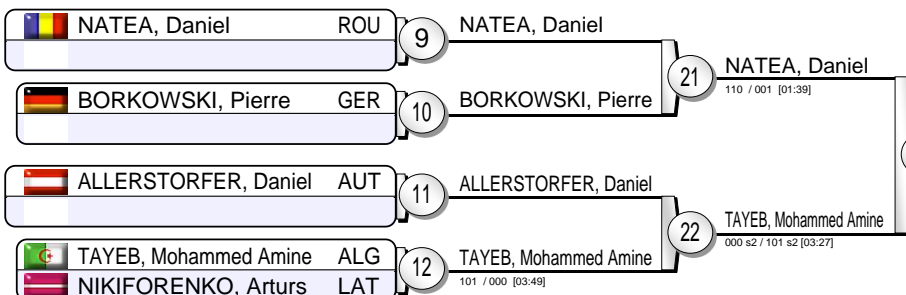 NATEA, Daniel ROU
9
NATEA, Daniel
21
NATEA, Daniel
110 / 001 [01:39]
BORKOWSKI, Pierre GER
10
BORKOWSKI, Pierre
ALLERSTORFER, Daniel AUT
11
ALLERSTORFER, Daniel
22
TAYEB, Mohammed Amine
000 s2 / 101 s2 [03:27]
TAYEB, Mohammed Amine ALG
12
TAYEB, Mohammed Amine
101 / 000 [03:49]
NIKIFORENKO, Arturs LAT